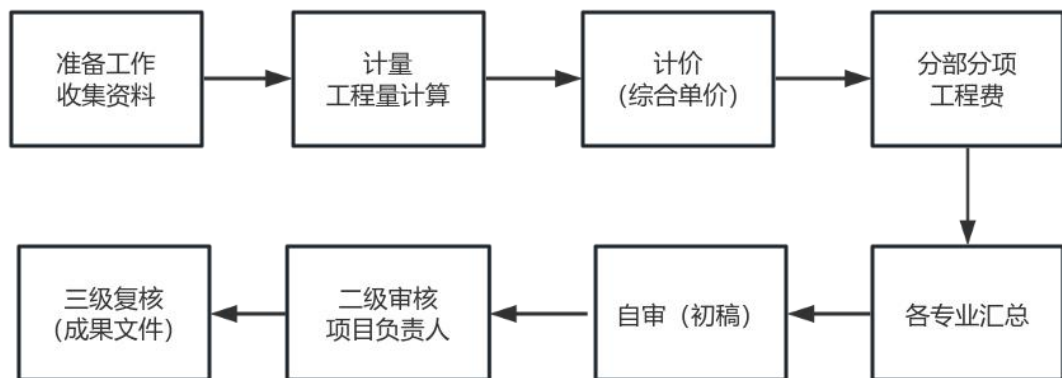 准备工作
收集资料
计量
工程量计算
计价
（综合单价）
分部分项
工程费
各专业汇总
自审（初稿）
二级审核
项目负责人
三级复核
（成果文件）